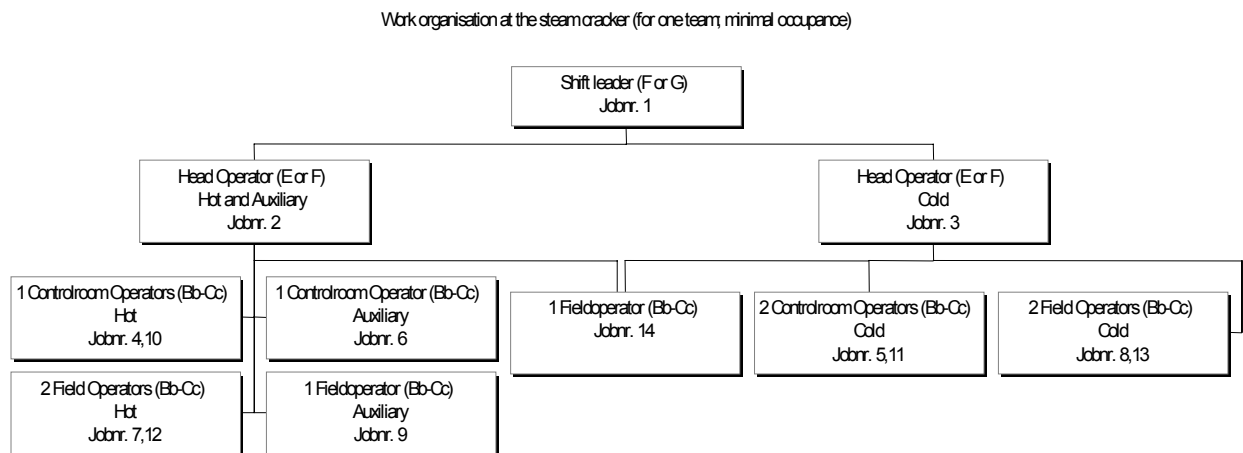 Work organisation at the steam cracker (for one team; minimal occupance)
Shift leader (F or G)
Jobnr. 1
Head Operator (E or F)
Hot and Auxiliary
Jobnr. 2
Head Operator (E or F)
Cold
Jobnr. 3
1 Controlroom Operators (Bb-Cc)
Hot
Jobnr. 4,10
1 Controlroom Operator (Bb-Cc)
Auxiliary
Jobnr. 6
1 Fieldoperator (Bb-Cc)
Jobnr. 14
2 Controlroom Operators (Bb-Cc)
Cold
Jobnr. 5,11
2 Field Operators (Bb-Cc)
Cold
Jobnr. 8,13
2 Field Operators (Bb-Cc)
Hot
Jobnr. 7,12
1 Fieldoperator (Bb-Cc)
Auxiliary
Jobnr. 9